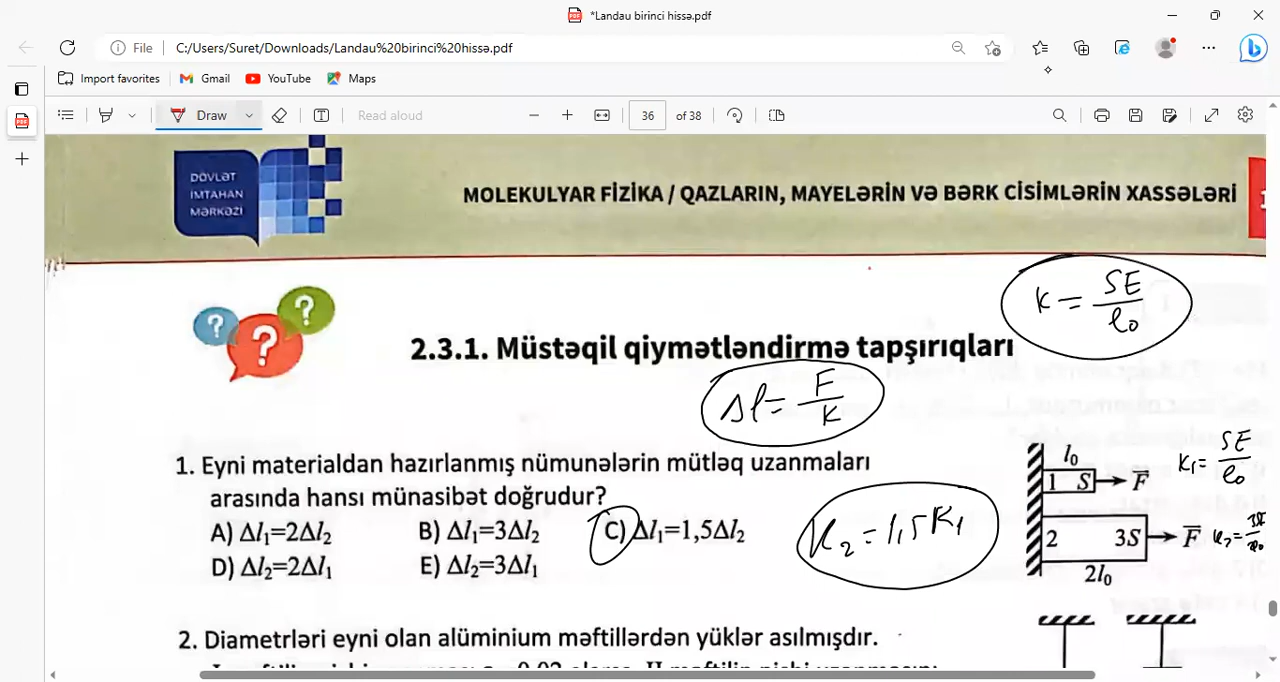 *Landau birinci hissə.pdf
File C:/Users/Suret/Downloads/Landau%20birinci%20hissə.pdf
Import favorites Gmail YouTube Maps
Draw Read aloud 36 of 38
DÖVLƏT
İMTAHAN
MƏRKƏZİ
MOLEKULYAR FİZİKA / QAZLARIN, MAYELƏRİN VƏ BƏRK CİSİMLƏRİN XASSƏLƏRİ
K = SE/l₀
2.3.1. Müstəqil qiymətləndirmə tapşırıqları
Δl = F/K
1. Eyni materialdan hazırlanmış nümunələrin mütləq uzanmaları
arasında hansı münasibət doğrudur?
A) Δl₁=2Δl₂ B) Δl₁=3Δl₂ C) Δl₁=1,5Δl₂
D) Δl₂=2Δl₁ E) Δl₂=3Δl₁
K₂ = 1,5 K₁
l₀
1 S F
K₁ = SE/l₀
2 3S F
2l₀
2. Diametrləri eyni olan alüminium məftillərdən yüklər asılmışdır.